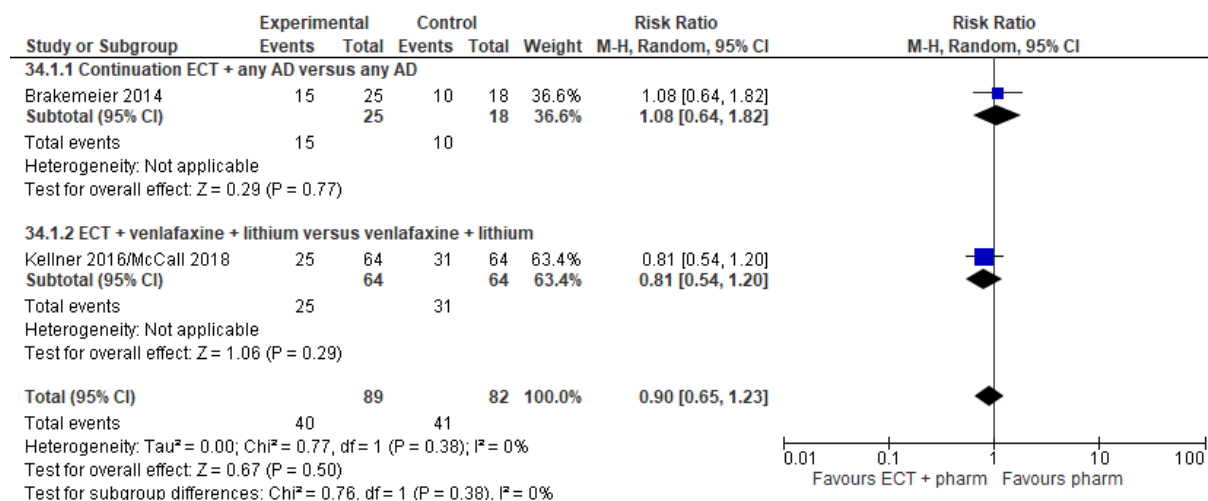 Experimental Control Risk Ratio Risk Ratio
Study or Subgroup Events Total Events Total Weight M-H, Random, 95% CI M-H, Random, 95% CI
34.1.1 Continuation ECT + any AD versus any AD
Brakemeier 2014 15 25 10 18 36.6% 1.08 [0.64, 1.82]
Subtotal (95% CI) 25 18 36.6% 1.08 [0.64, 1.82]
Total events 15 10
Heterogeneity: Not applicable
Test for overall effect: Z = 0.29 (P = 0.77)
34.1.2 ECT + venlafaxine + lithium versus venlafaxine + lithium
Kellner 2016/McCall 2018 25 64 31 64 63.4% 0.81 [0.54, 1.20]
Subtotal (95% CI) 64 64 63.4% 0.81 [0.54, 1.20]
Total events 25 31
Heterogeneity: Not applicable
Test for overall effect: Z = 1.06 (P = 0.29)
Total (95% CI) 89 82 100.0% 0.90 [0.65, 1.23]
Total events 40 41
Heterogeneity: Tau² = 0.00; Chi² = 0.77, df = 1 (P = 0.38); I² = 0%
Test for overall effect: Z = 0.67 (P = 0.50)
Test for subgroup differences: Chi² = 0.76, df = 1 (P = 0.38), I² = 0%
0.01 0.1 1 10 100
Favours ECT + pharm Favours pharm